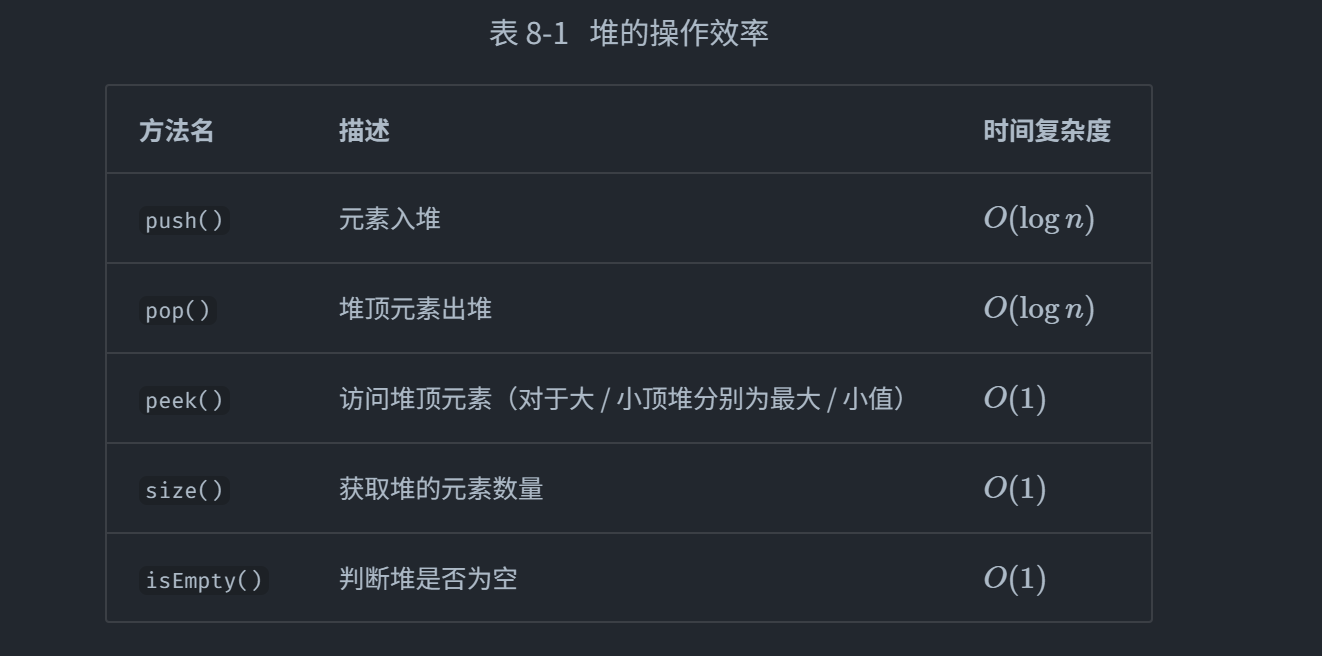 表 8-1 堆的操作效率
方法名 描述 时间复杂度
push() 元素入堆 O(log n)
pop() 堆顶元素出堆 O(log n)
peek() 访问堆顶元素（对于大 / 小顶堆分别为最大 / 小值） O(1)
size() 获取堆的元素数量 O(1)
isEmpty() 判断堆是否为空 O(1)